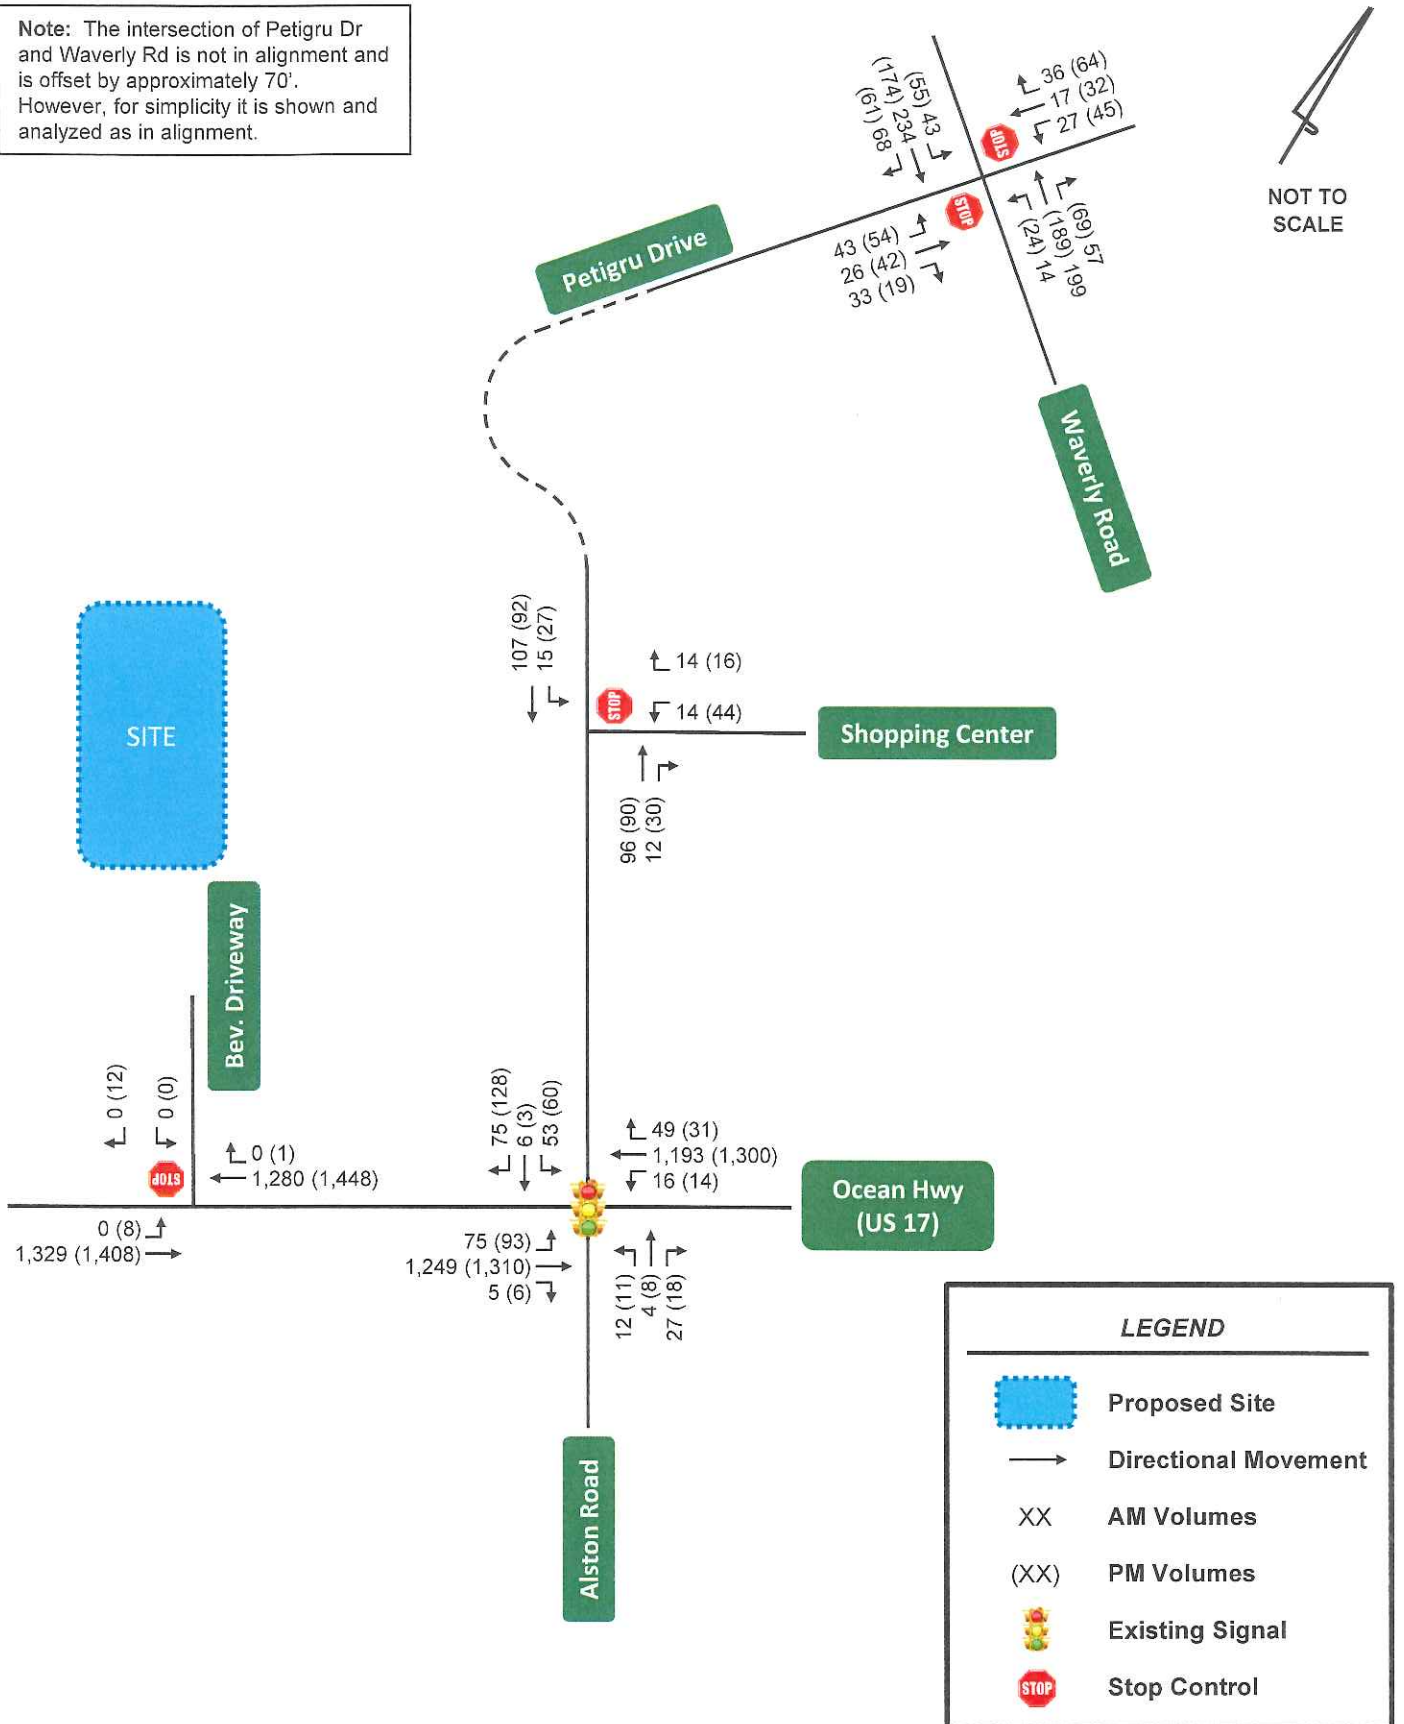 Note: The intersection of Petigru Dr
and Waverly Rd is not in alignment and
is offset by approximately 70'.
However, for simplicity it is shown and
analyzed as in alignment.
(55) 43
(174) 234
(61) 68
36 (64)
17 (32)
27 (45)
STOP
STOP
43 (54)
26 (42)
33 (19)
(69) 57
(189) 199
(24) 14
NOT TO
SCALE
Petigru Drive
Waverly Road
107 (92)
15 (27)
14 (16)
STOP
14 (44)
Shopping Center
96 (90)
12 (30)
SITE
Bev. Driveway
0 (12)
0 (0)
STOP
0 (1)
1,280 (1,448)
0 (8)
1,329 (1,408)
75 (128)
6 (3)
53 (60)
49 (31)
1,193 (1,300)
16 (14)
Ocean Hwy
(US 17)
75 (93)
1,249 (1,310)
5 (6)
12 (11)
4 (8)
27 (18)
Alston Road
LEGEND
Proposed Site
Directional Movement
XX AM Volumes
(XX) PM Volumes
Existing Signal
STOP Stop Control